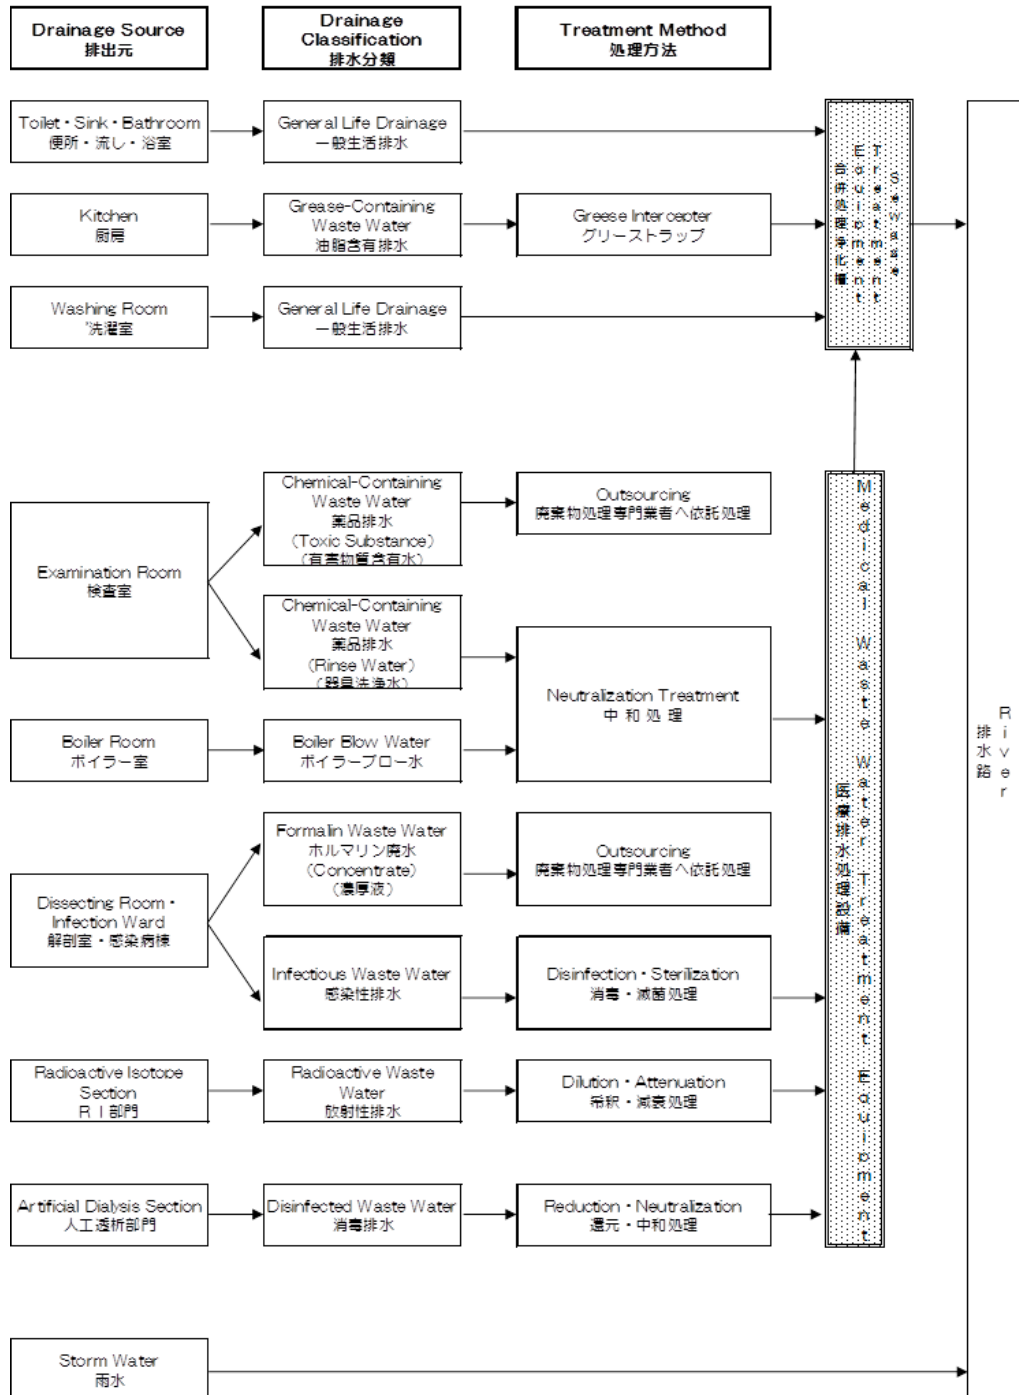 Drainage Source
排出元
Drainage
Classification
排水分類
Treatment Method
処理方法
Toilet・Sink・Bathroom
便所・流し・浴室
General Life Drainage
一般生活排水
Kitchen
厨房
Grease-Containing
Waste Water
油脂含有排水
Greese Intercepter
グリーストラップ
Washing Room
'洗濯室
General Life Drainage
一般生活排水
Sewage
Treatment
Equipment
合併処理浄化槽
Examination Room
検査室
Chemical-Containing
Waste Water
薬品排水
(Toxic Substance)
(有害物質含有水)
Outsourcing
廃棄物処理専門業者へ依託処理
Chemical-Containing
Waste Water
薬品排水
(Rinse Water)
(器具洗浄水)
Neutralization Treatment
中 和 処 理
Boiler Room
ボイラー室
Boiler Blow Water
ボイラーブロー水
Dissecting Room・
Infection Ward
解剖室・感染病棟
Formalin Waste Water
ホルマリン廃水
(Concentrate)
(濃厚液)
Outsourcing
廃棄物処理専門業者へ依託処理
Infectious Waste Water
感染性排水
Disinfection・Sterilization
消毒・滅菌処理
Radioactive Isotope
Section
R I 部門
Radioactive Waste
Water
放射性排水
Dilution・Attenuation
希釈・減衰処理
Artificial Dialysis Section
人工透析部門
Disinfected Waste Water
消毒排水
Reduction・Neutralization
還元・中和処理
Medical Waste Water Treatment Equipment
医療排水処理設備
Storm Water
雨水
River
排水路